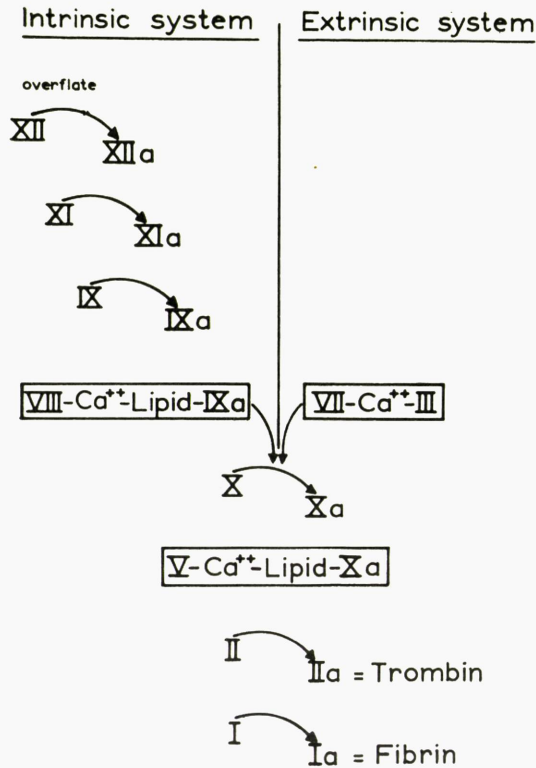 Intrinsic system
Extrinsic system
overflate
XII
XIIa
XI
XIa
IX
IXa
VIII-Ca++-Lipid-IXa
VII-Ca++-III
X
Xa
V-Ca++-Lipid-Xa
II
IIa = Trombin
I
Ia = Fibrin